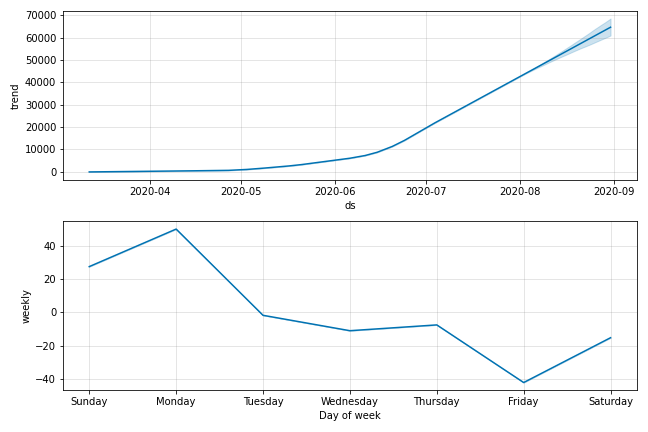 70000
60000
50000
40000
30000
20000
10000
0
trend
2020-04 2020-05 2020-06 2020-07 2020-08 2020-09
ds
40
20
0
−20
−40
weekly
Sunday Monday Tuesday Wednesday Thursday Friday Saturday
Day of week